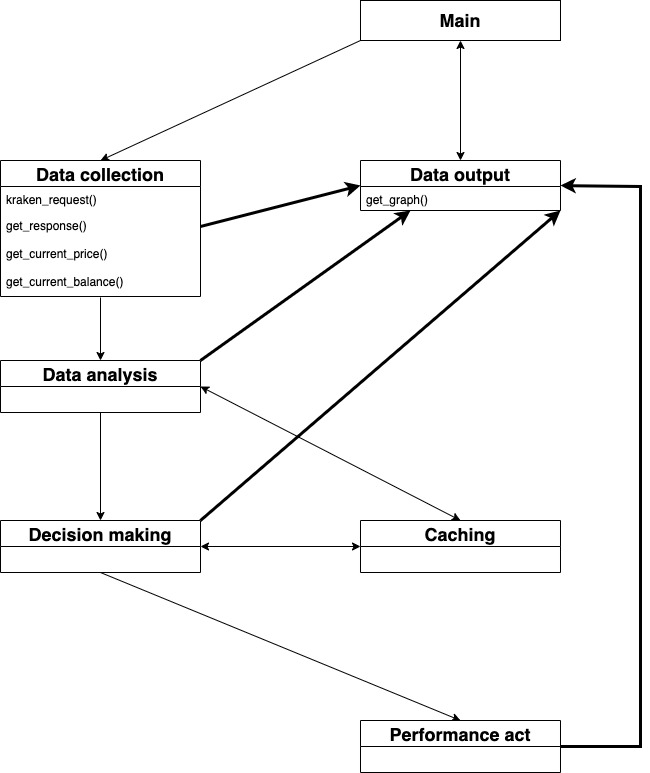 Main
Data collection
kraken_request()
get_response()
get_current_price()
get_current_balance()
Data output
get_graph()
Data analysis
Decision making
Caching
Performance act